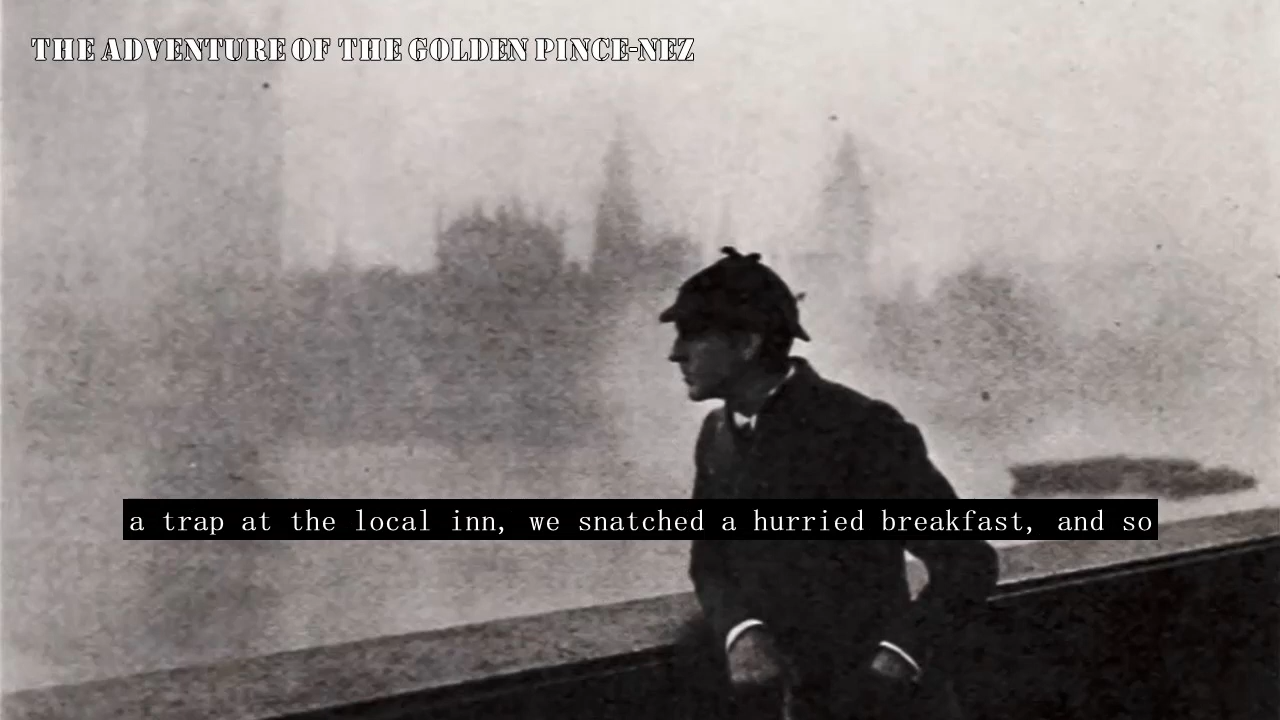 THE ADVENTURE OF THE GOLDEN PINCE-NEZ
a trap at the local inn, we snatched a hurried breakfast, and so